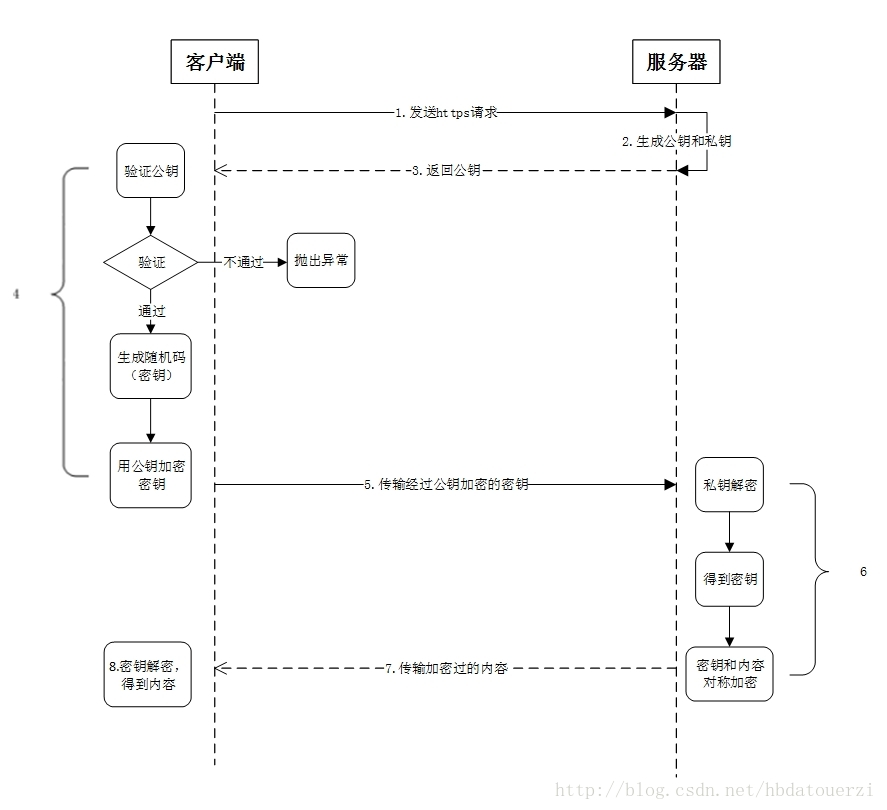 客户端
服务器
1.发送https请求
2.生成公钥和私钥
3.返回公钥
验证公钥
验证
不通过
抛出异常
4
通过
生成随机码
（密钥）
用公钥加密
密钥
5.传输经过公钥加密的密钥
私钥解密
得到密钥
6
密钥和内容
对称加密
7.传输加密过的内容
8.密钥解密，
得到内容
http://blog.csdn.net/hbdatouerzi